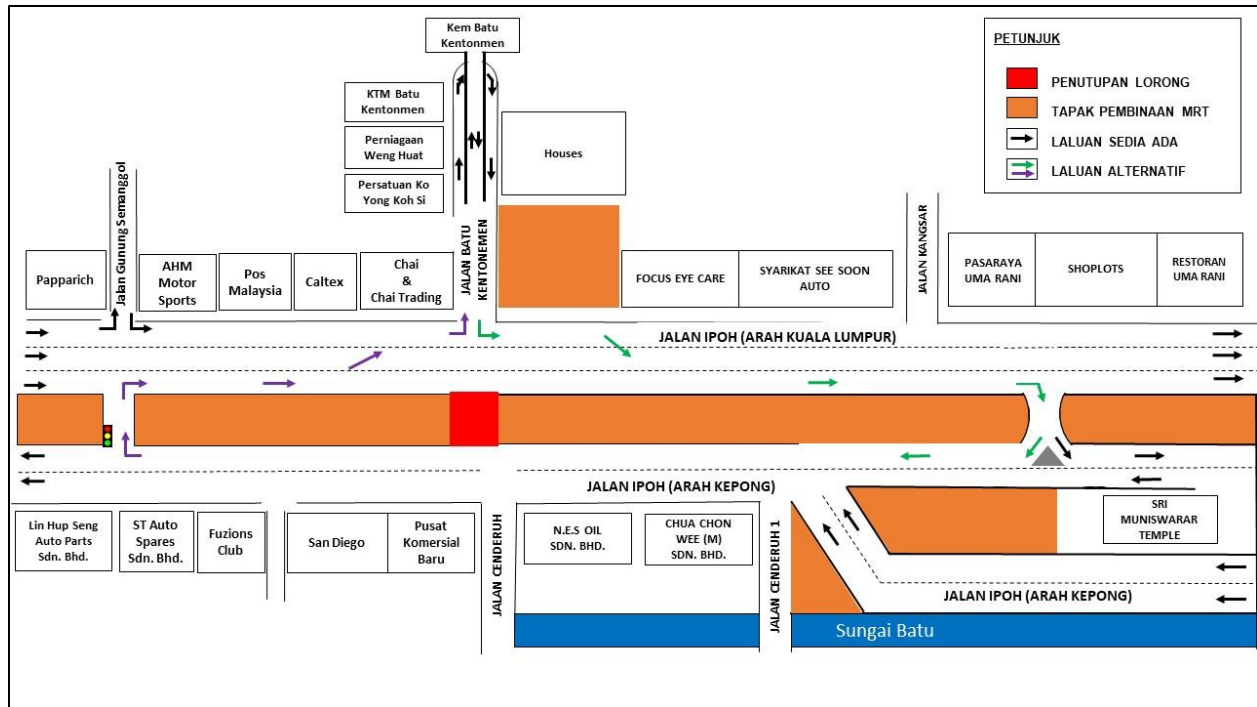 Kem Batu
Kentonmen
PETUNJUK
PENUTUPAN LORONG
TAPAK PEMBINAAN MRT
LALUAN SEDIA ADA
LALUAN ALTERNATIF
KTM Batu
Kentonmen
Perniagaan
Weng Huat
Persatuan Ko
Yong Koh Si
Houses
Jalan Gunung Semanggol
JALAN BATU
KENTONEMEN
JALAN KANGSAR
Papparich
AHM
Motor
Sports
Pos
Malaysia
Caltex
Chai
&
Chai Trading
FOCUS EYE CARE
SYARIKAT SEE SOON
AUTO
PASARAYA
UMA RANI
SHOPLOTS
RESTORAN
UMA RANI
JALAN IPOH (ARAH KUALA LUMPUR)
JALAN IPOH (ARAH KEPONG)
Lin Hup Seng
Auto Parts
Sdn. Bhd.
ST Auto
Spares
Sdn. Bhd.
Fuzions
Club
San Diego
Pusat
Komersial
Baru
JALAN CENDERUH
N.E.S OIL
SDN. BHD.
CHUA CHON
WEE (M)
SDN. BHD.
JALAN CENDERUH 1
SRI
MUNISWARAR
TEMPLE
JALAN IPOH (ARAH KEPONG)
Sungai Batu